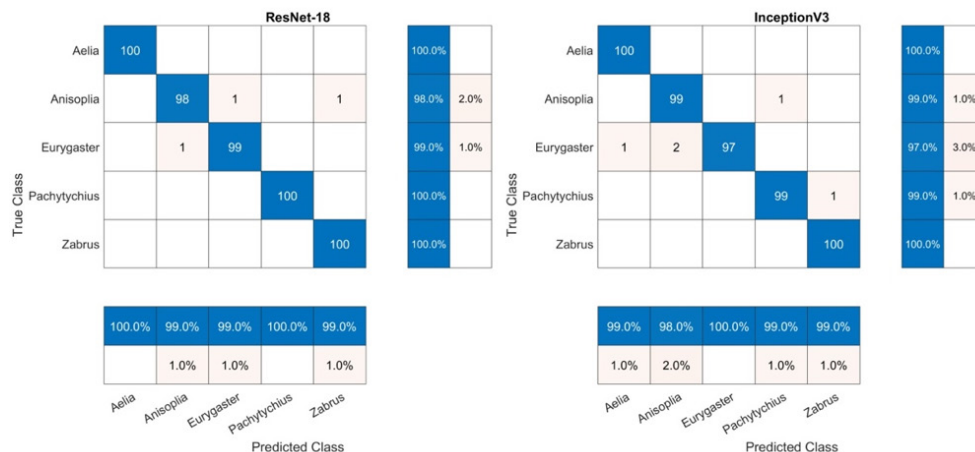 ResNet-18
Aelia 100 100.0%
Anisoplia 98 1 1 98.0% 2.0%
Eurygaster 1 99 99.0% 1.0%
Pachytychius 100 100.0%
Zabrus 100 100.0%
True Class
100.0% 99.0% 99.0% 100.0% 99.0%
1.0% 1.0% 1.0%
Aelia Anisoplia Eurygaster Pachytychius Zabrus
Predicted Class
InceptionV3
Aelia 100 100.0%
Anisoplia 99 1 99.0% 1.0%
Eurygaster 1 2 97 97.0% 3.0%
Pachytychius 99 1 99.0% 1.0%
Zabrus 100 100.0%
True Class
99.0% 98.0% 100.0% 99.0% 99.0%
1.0% 2.0% 1.0% 1.0%
Aelia Anisoplia Eurygaster Pachytychius Zabrus
Predicted Class